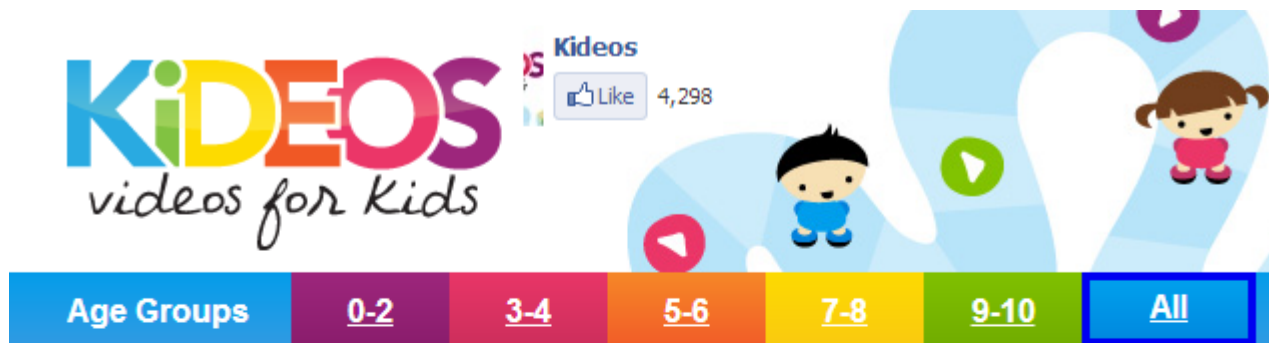 KiDEOS
videos for kids
Kideos
Like 4,298
Age Groups 0-2 3-4 5-6 7-8 9-10 All